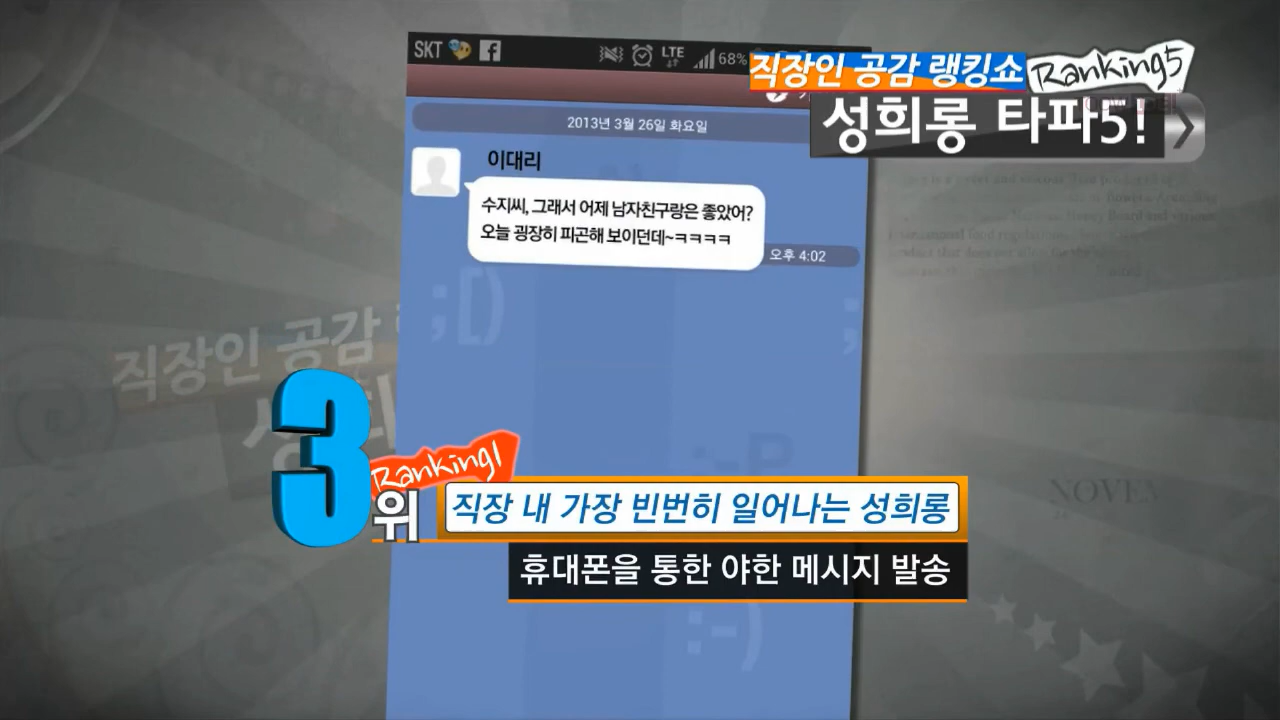 SKT
LTE
68%
직장인 공감 랭킹쇼
Ranking5
성희롱 타파5!
2013년 3월 26일 화요일
이대리
수지씨, 그래서 어제 남자친구랑은 좋았어?
오늘 굉장히 피곤해 보이던데~ㅋㅋㅋㅋ
오후 4:02
;D)
직장인 공감
:-P
3위
Ranking1
직장 내 가장 빈번히 일어나는 성희롱
휴대폰을 통한 야한 메시지 발송
:-)